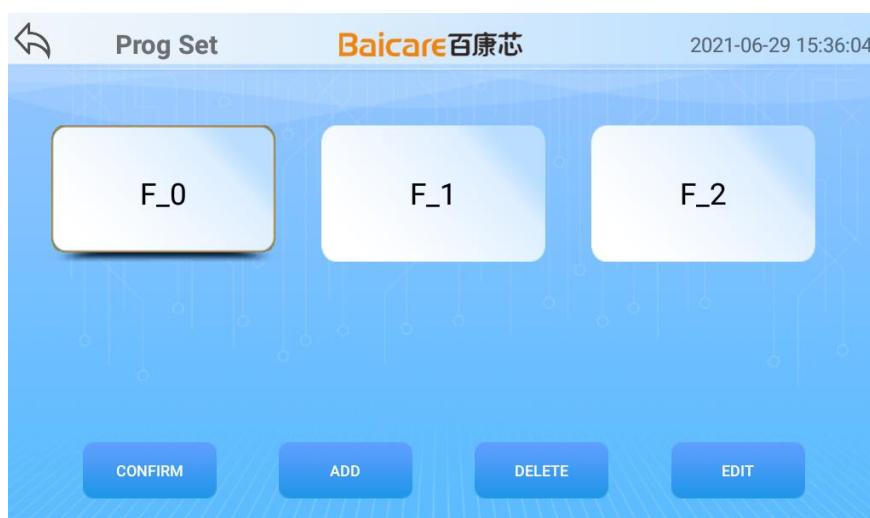 Prog Set
Baicare百康芯
2021-06-29 15:36:04
F_0
F_1
F_2
CONFIRM
ADD
DELETE
EDIT